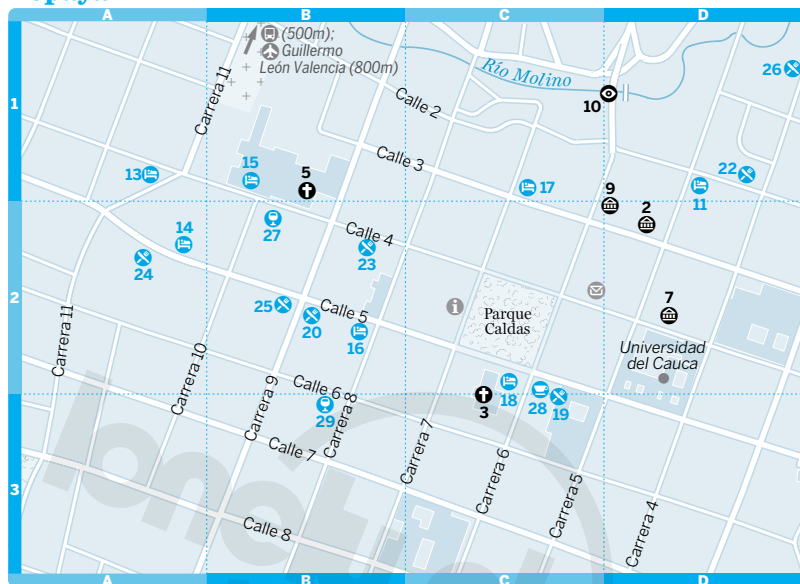 A B C D
(500m);
Guillermo
León Valencia (800m)
Río Molino
26
1
10
Carrera 11
Calle 2
Calle 3
13
15
5
17
9
2
22
11
14
27
Calle 4
23
24
2
25
20
Calle 5
16
i
Parque
Caldas
7
Universidad
del Cauca
Carrera 11
Carrera 10
Carrera 9
Calle 6
29
Carrera 8
3
18
28
19
Calle 7
Carrera 7
Carrera 6
Carrera 5
Carrera 4
3
Calle 8
lonely
A B C D